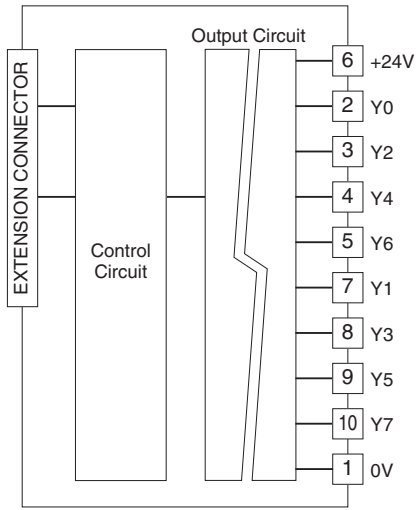 Output Circuit
EXTENSION CONNECTOR
Control
Circuit
6 +24V
2 Y0
3 Y2
4 Y4
5 Y6
7 Y1
8 Y3
9 Y5
10 Y7
1 0V